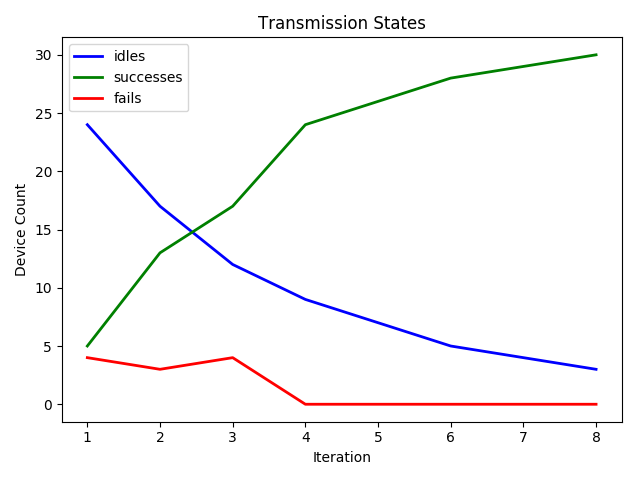 Transmission States
idles
successes
fails
30
25
20
15
10
5
0
Device Count
1 2 3 4 5 6 7 8
Iteration